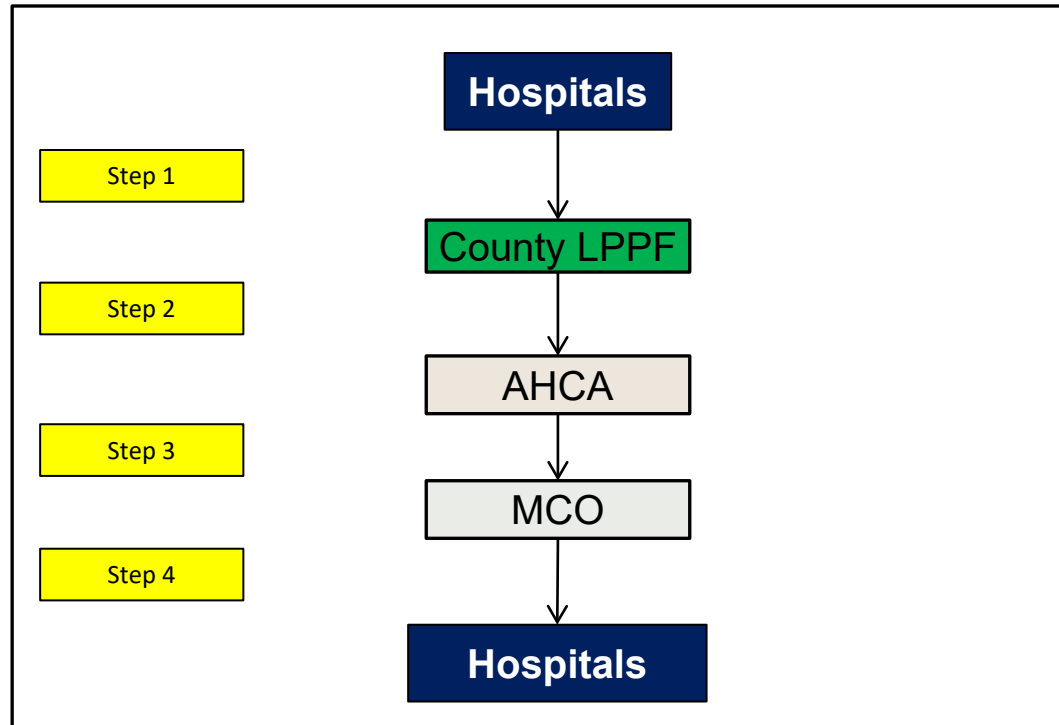 Hospitals
Step 1
County LPPF
Step 2
AHCA
Step 3
MCO
Step 4
Hospitals